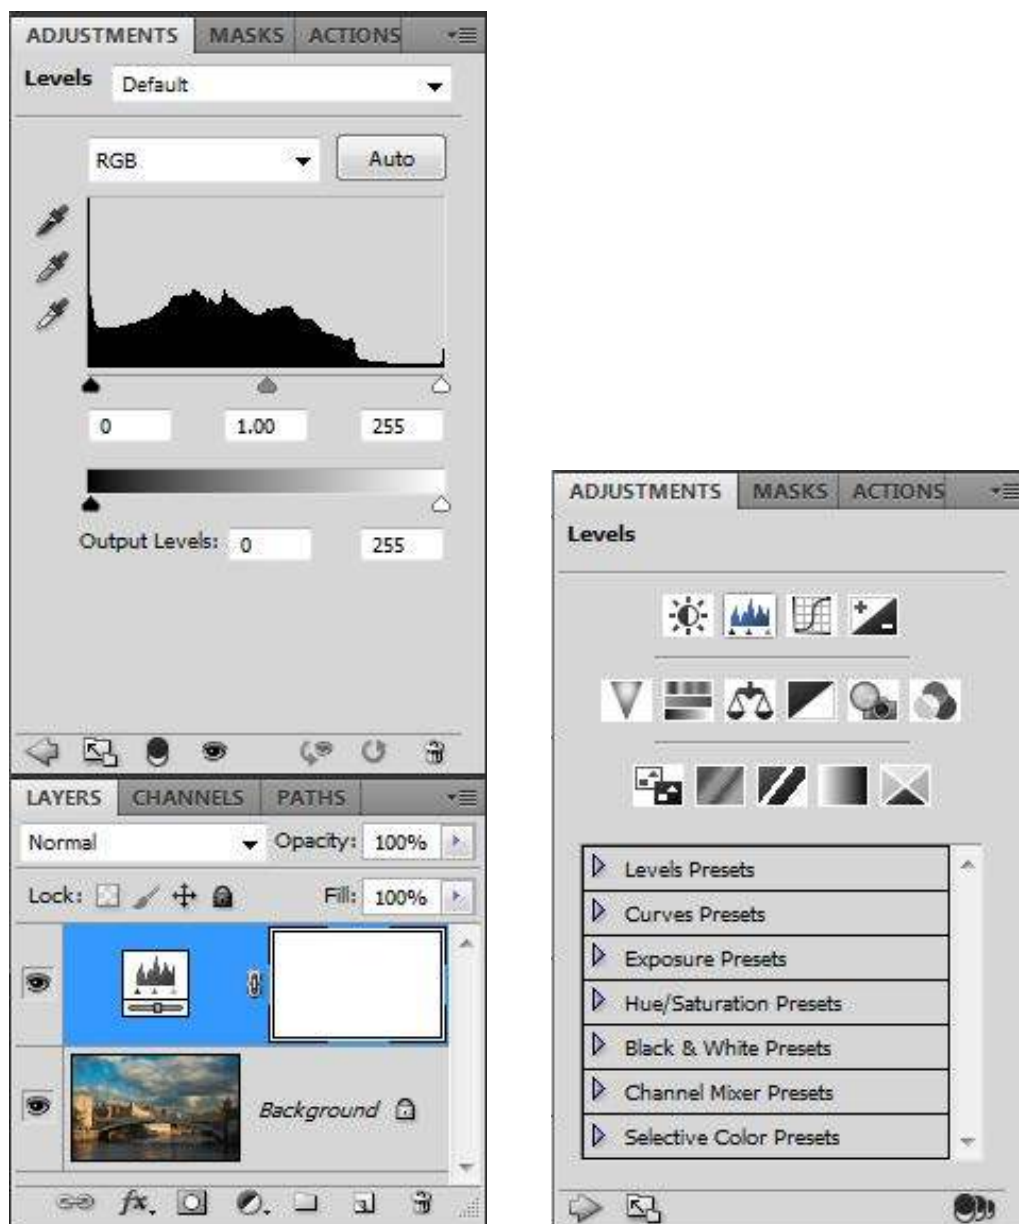 ADJUSTMENTS MASKS ACTIONS
Levels Default
RGB Auto
0 1.00 255
Output Levels: 0 255
LAYERS CHANNELS PATHS
Normal Opacity: 100%
Lock: Fill: 100%
Background
fx.
ADJUSTMENTS MASKS ACTIONS
Levels
Levels Presets
Curves Presets
Exposure Presets
Hue/Saturation Presets
Black & White Presets
Channel Mixer Presets
Selective Color Presets